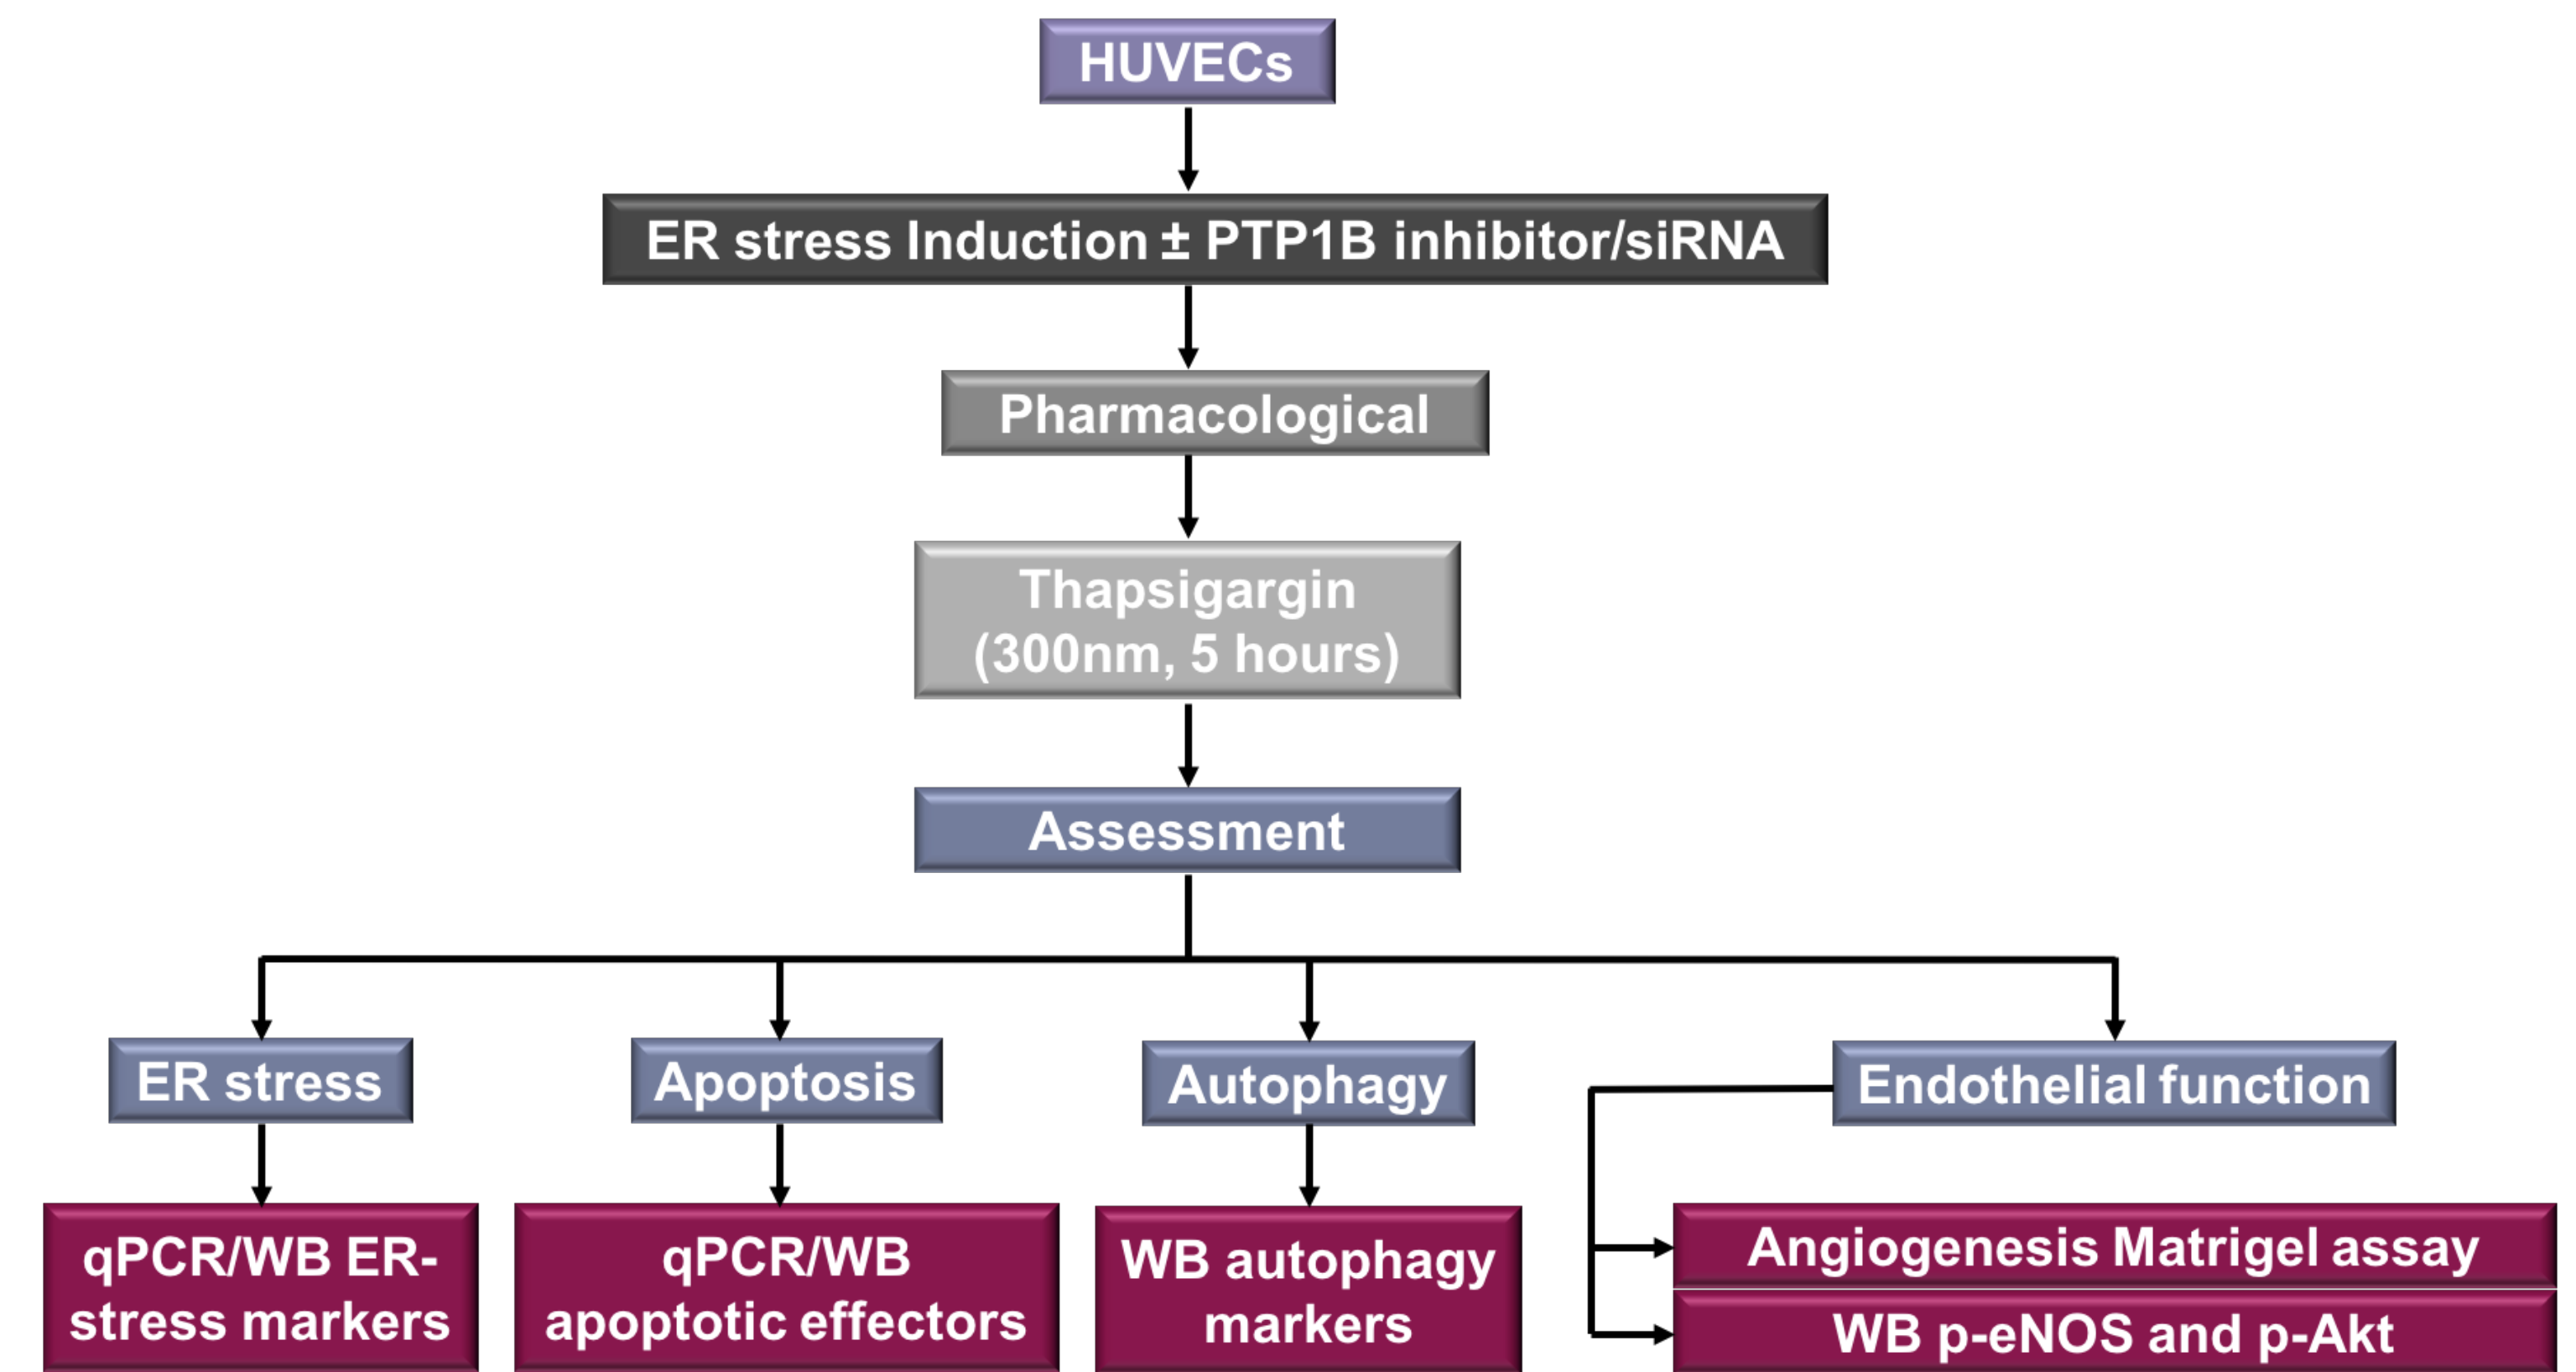 HUVECs
ER stress Induction ± PTP1B inhibitor/siRNA
Pharmacological
Thapsigargin
(300nm, 5 hours)
Assessment
ER stress
Apoptosis
Autophagy
Endothelial function
qPCR/WB ER-
stress markers
qPCR/WB
apoptotic effectors
WB autophagy
markers
Angiogenesis Matrigel assay
WB p-eNOS and p-Akt